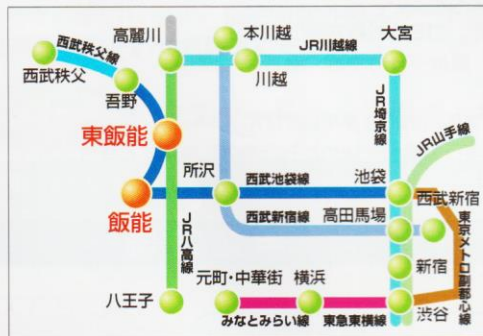 高麗川
本川越
JR川越線
大宮
西武秩父線
西武秩父
川越
吾野
JR埼京線
JR山手線
東飯能
所沢
西武池袋線
池袋
西武新宿
飯能
西武新宿線
高田馬場
JR八高線
東京メトロ副都心線
新宿
元町・中華街
横浜
八王子
みなとみらい線
東急東横線
渋谷